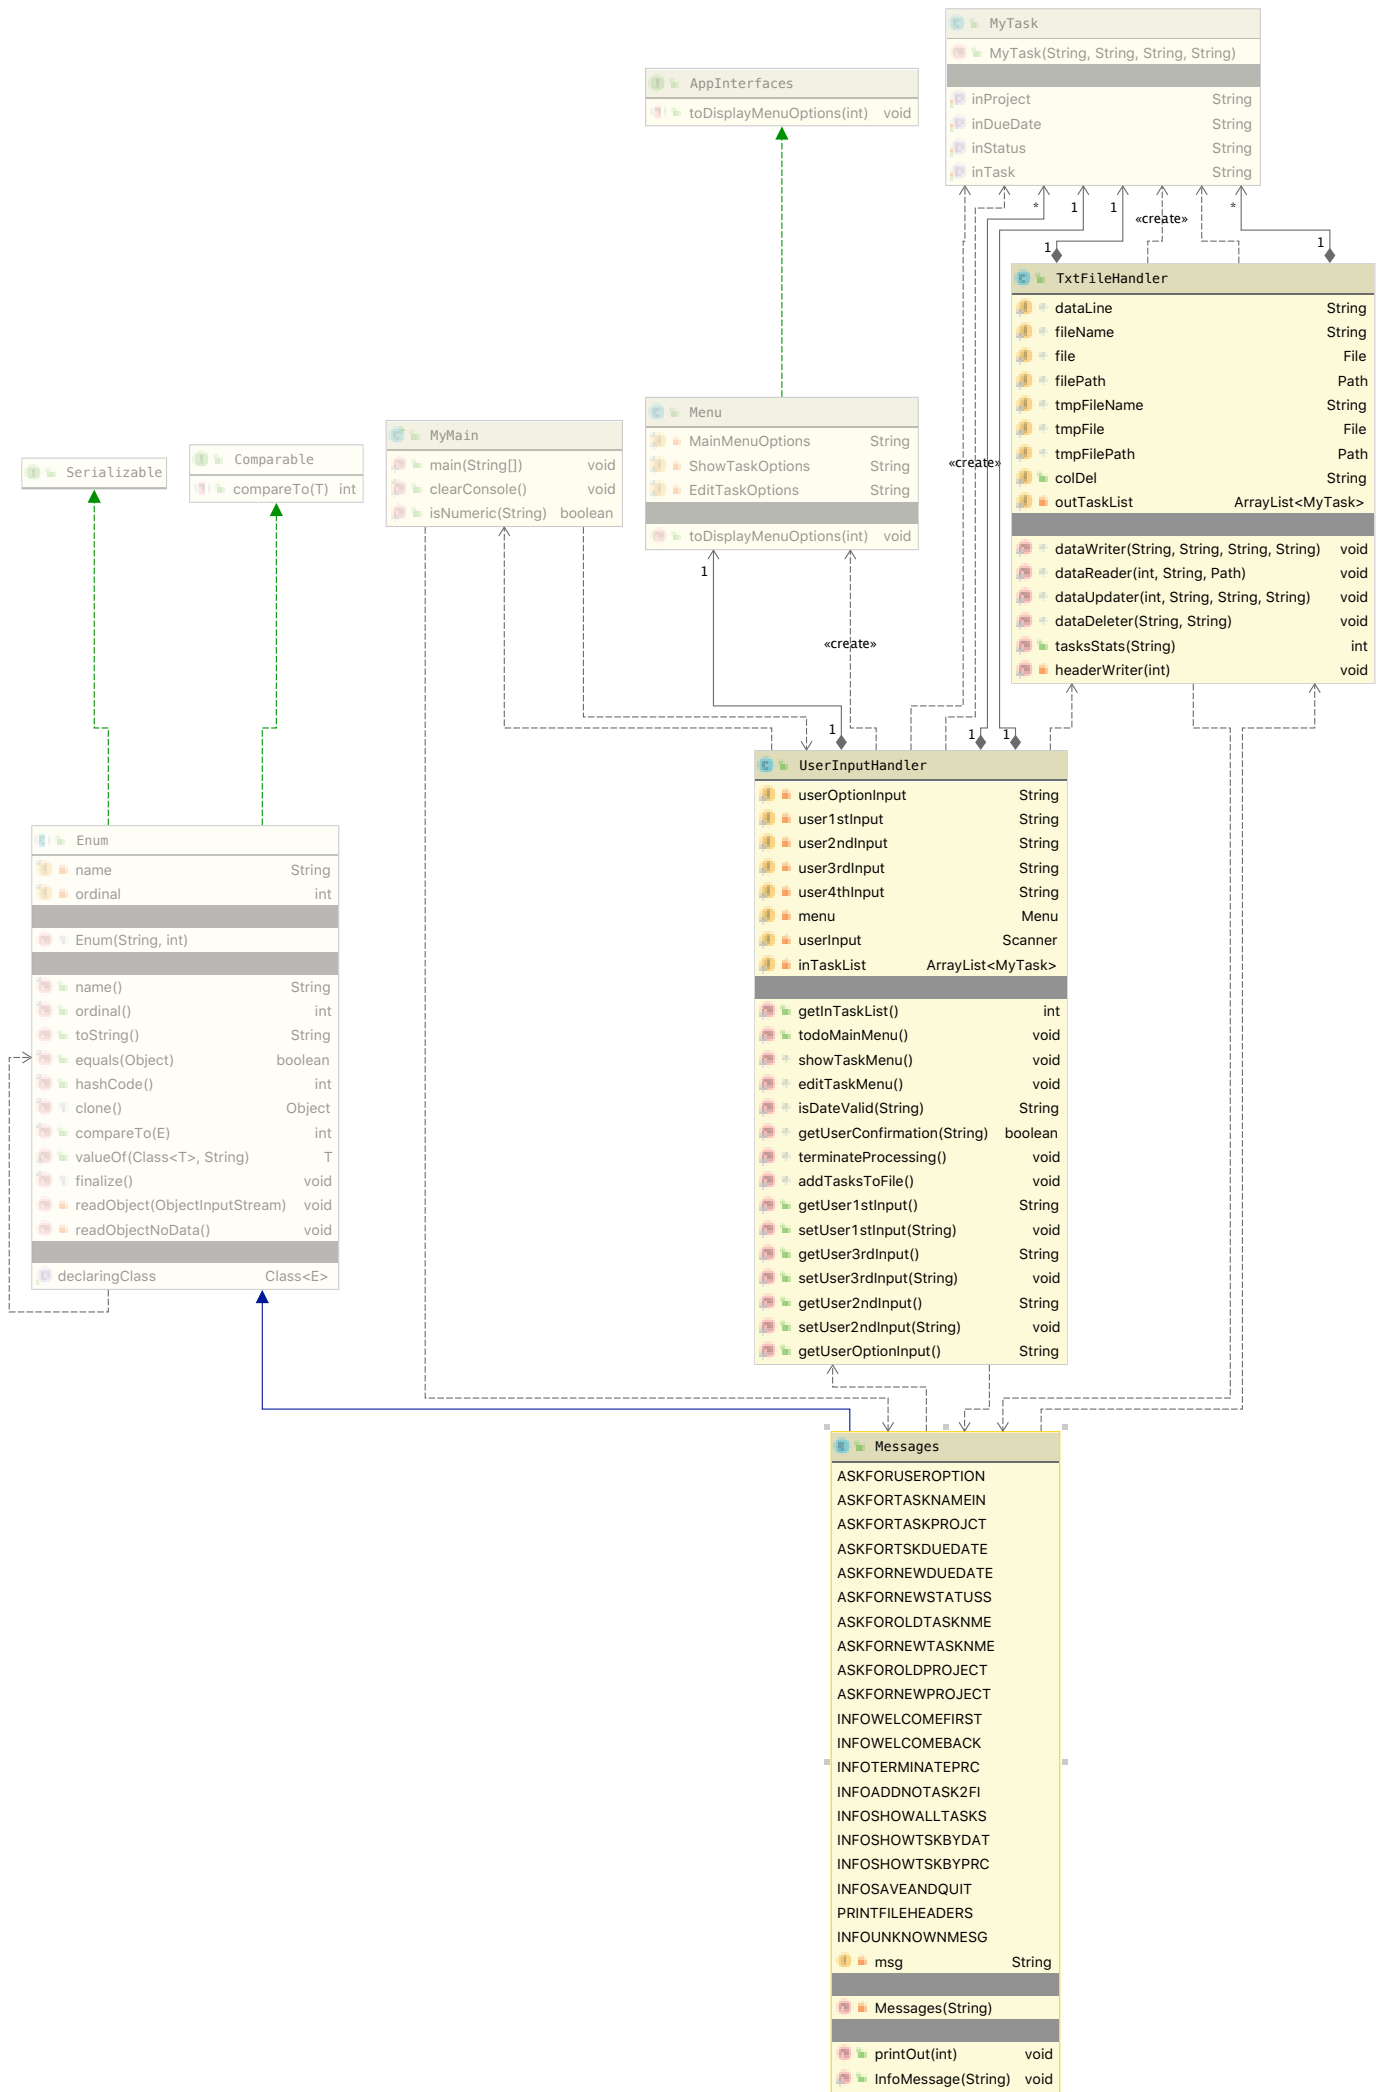 MyTask
MyTask(String, String, String, String)
inProject String
inDueDate String
inStatus String
inTask String
AppInterfaces
toDisplayMenuOptions(int) void
* 1 1 «create» *
1 1
TxtFileHandler
dataLine String
fileName String
file File
filePath Path
tmpFileName String
tmpFile File
tmpFilePath Path
colDel String
outTaskList ArrayList<MyTask>
dataWriter(String, String, String, String) void
dataReader(int, String, Path) void
dataUpdater(int, String, String, String) void
dataDeleter(String, String) void
tasksStats(String) int
headerWriter(int) void
Menu
MainMenuOptions String
ShowTaskOptions String
EditTaskOptions String
toDisplayMenuOptions(int) void
«create»
MyMain
main(String[]) void
clearConsole() void
isNumeric(String) boolean
Comparable
compareTo(T) int
Serializable
1
«create»
1 1 1
UserInputHandler
userOptionInput String
user1stInput String
user2ndInput String
user3rdInput String
user4thInput String
menu Menu
userInput Scanner
inTaskList ArrayList<MyTask>
getInTaskList() int
todoMainMenu() void
showTaskMenu() void
editTaskMenu() void
isDateValid(String) String
getUserConfirmation(String) boolean
terminateProcessing() void
addTasksToFile() void
getUser1stInput() String
setUser1stInput(String) void
getUser3rdInput() String
setUser3rdInput(String) void
getUser2ndInput() String
setUser2ndInput(String) void
getUserOptionInput() String
Enum
name String
ordinal int
Enum(String, int)
name() String
ordinal() int
toString() String
equals(Object) boolean
hashCode() int
clone() Object
compareTo(E) int
valueOf(Class<T>, String) T
finalize() void
readObject(ObjectInputStream) void
readObjectNoData() void
declaringClass Class<E>
Messages
ASKFORUSEROPTION
ASKFORTASKNAMEIN
ASKFORTASKPROJCT
ASKFORTSKDUEDATE
ASKFORNEWDUEDATE
ASKFORNEWSTATUSS
ASKFOROLDTASKNME
ASKFORNEWTASKNME
ASKFOROLDPROJECT
ASKFORNEWPROJECT
INFOWELCOMEFIRST
INFOWELCOMEBACK
INFOTERMINATEPRC
INFOADDNOTASK2FI
INFOSHOWALLTASKS
INFOSHOWTSKBYDAT
INFOSHOWTSKBYPRC
INFOSAVEANDQUIT
PRINTFILEHEADERS
INFOUNKNOWNMESG
msg String
Messages(String)
printOut(int) void
InfoMessage(String) void